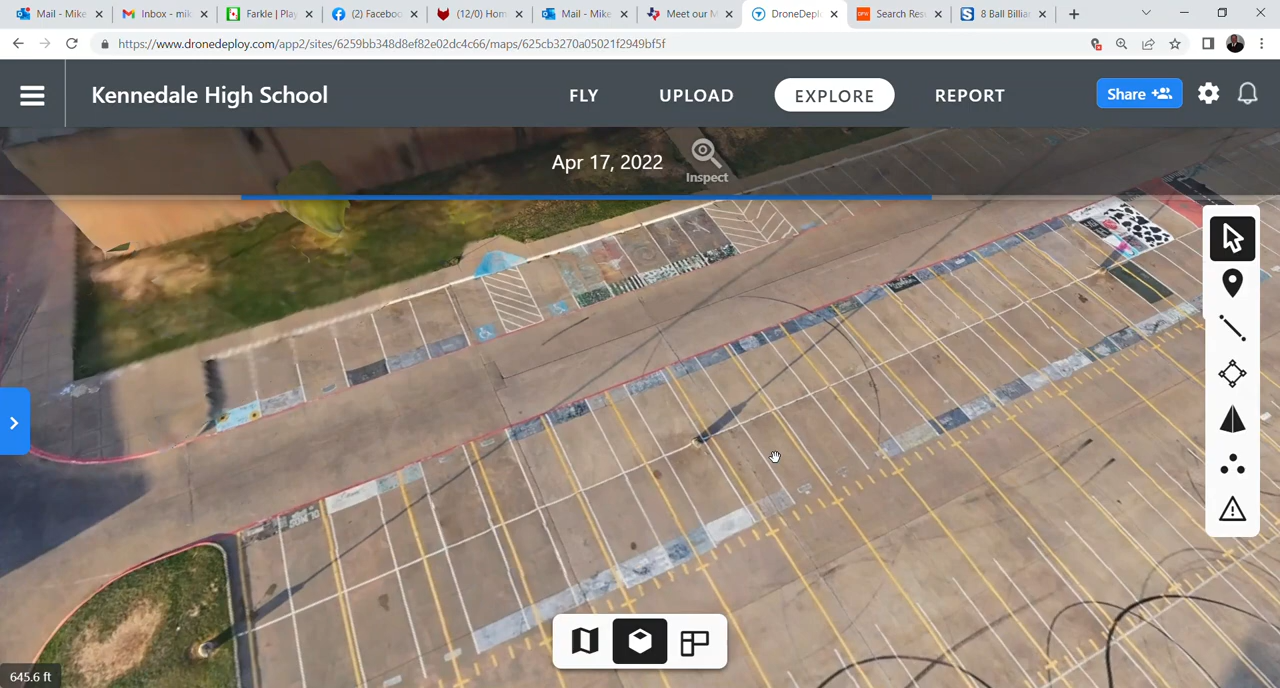 Mail - Mike
Inbox - mik
Farkle | Play
(2) Faceboo
(12/0) Hom
Mail - Mike
Meet our M
DroneDeplo
Search Res
8 Ball Billiar
https://www.dronedeploy.com/app2/sites/6259bb348d8ef82e02dc4c66/maps/625cb3270a05021f2949bf5f
Kennedale High School
FLY
UPLOAD
EXPLORE
REPORT
Share
Apr 17, 2022
Inspect
645.6 ft